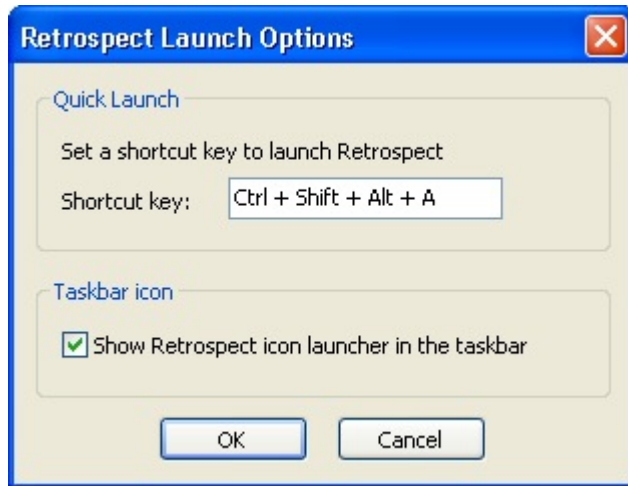 Retrospect Launch Options
Quick Launch
Set a shortcut key to launch Retrospect
Shortcut key: Ctrl + Shift + Alt + A
Taskbar icon
Show Retrospect icon launcher in the taskbar
OK Cancel